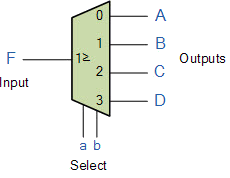 0 A
1 B
F 1≥ Outputs
2 C
Input
3 D
a b
Select